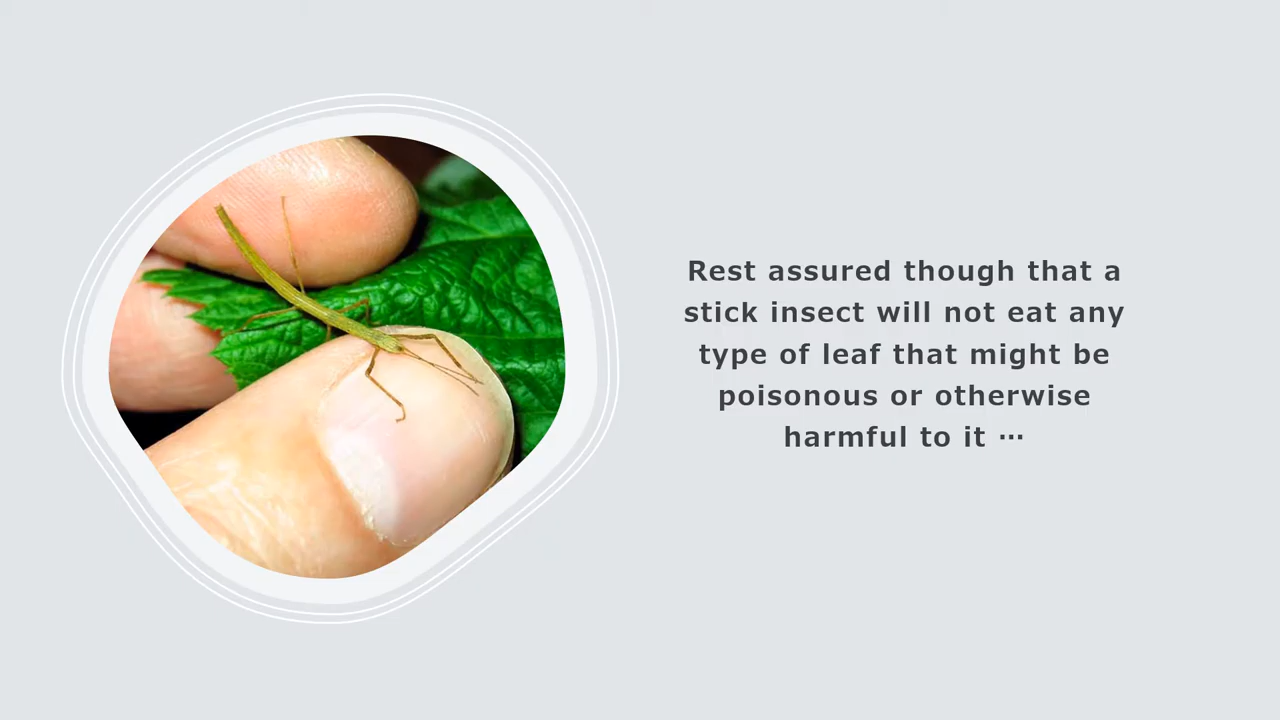 Rest assured though that a
stick insect will not eat any
type of leaf that might be
poisonous or otherwise
harmful to it ⋯